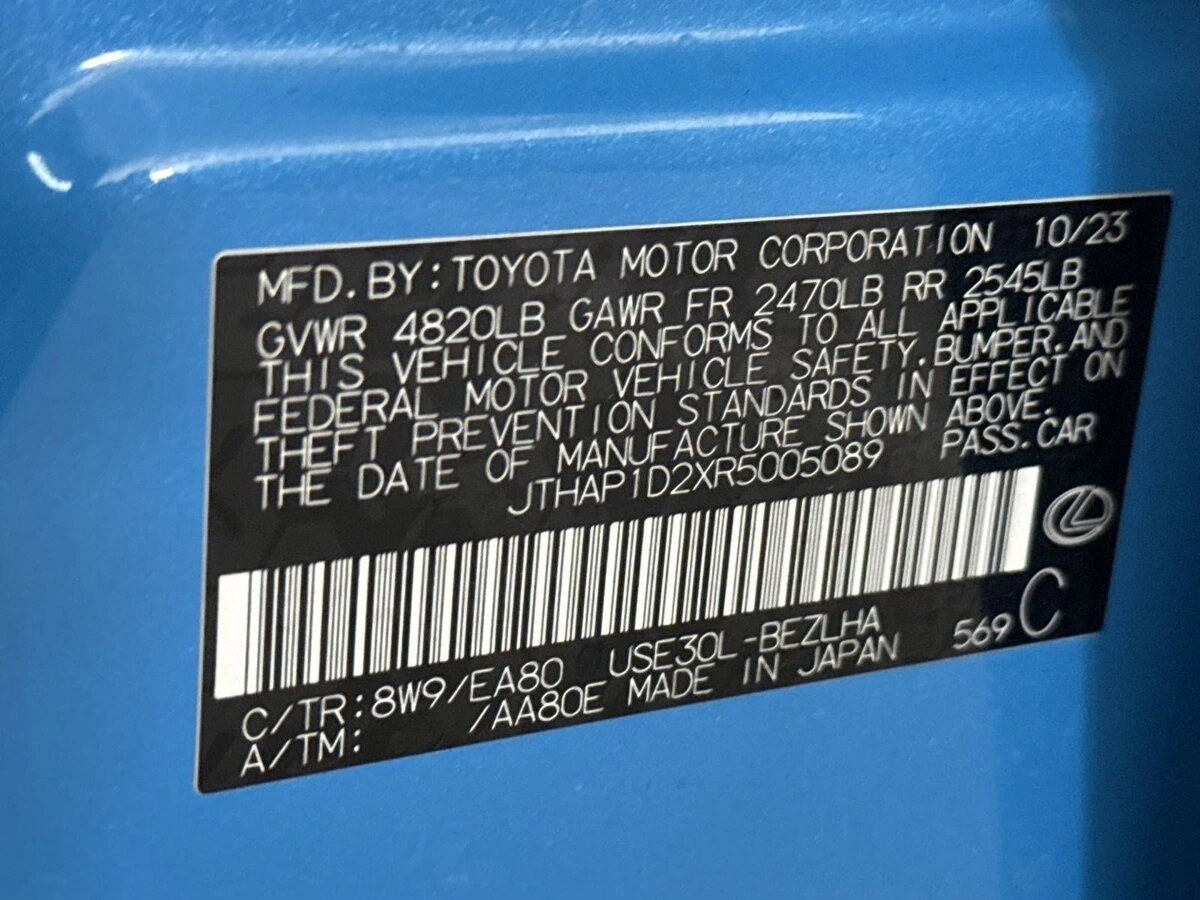 MFD. BY: TOYOTA MOTOR CORPORATION 10/23
GVWR 4820LB GAWR FR 2470LB RR 2545LB
THIS VEHICLE CONFORMS TO ALL APPLICABLE
FEDERAL MOTOR VEHICLE SAFETY, BUMPER, AND
THEFT PREVENTION STANDARDS IN EFFECT ON
THE DATE OF MANUFACTURE SHOWN ABOVE.
JTHAP1D2XR5005089 PASS. CAR
C/TR: 8W9/EA80 USE30L-BEZLHA 569 C
A/TM: /AA80E MADE IN JAPAN